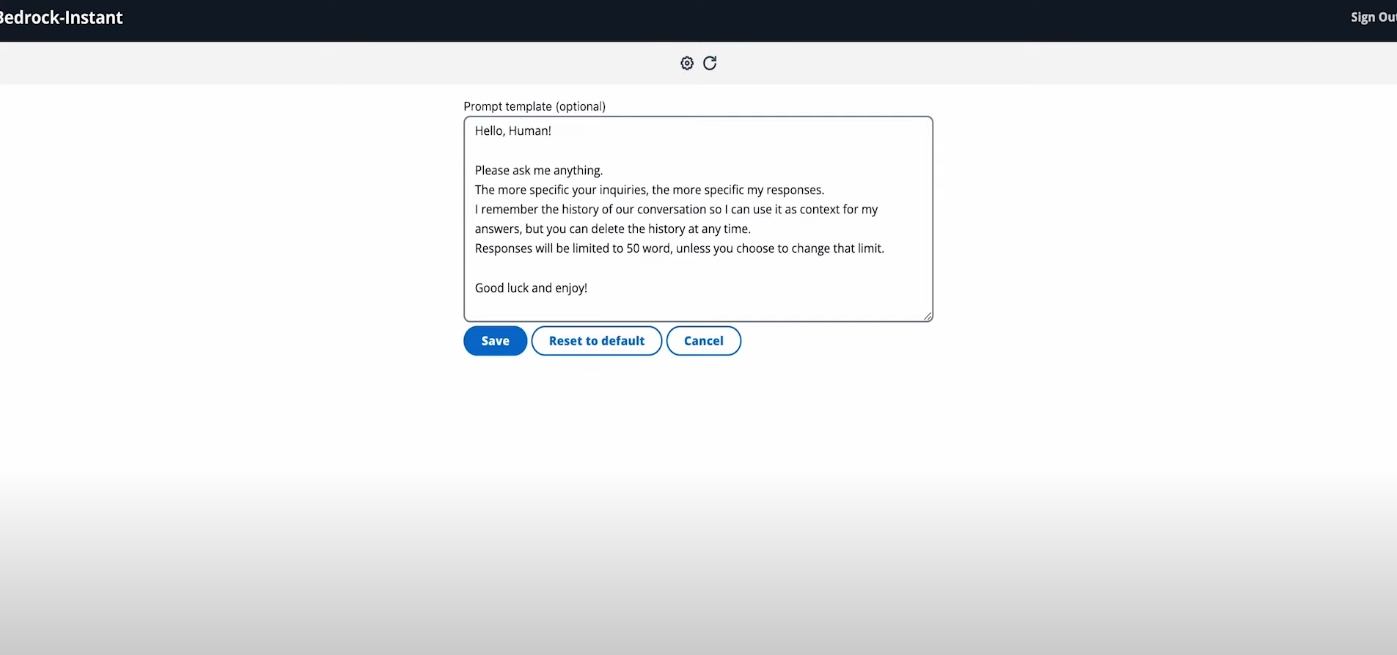 Bedrock-Instant
Sign Out
Prompt template (optional)
Hello, Human!
Please ask me anything.
The more specific your inquiries, the more specific my responses.
I remember the history of our conversation so I can use it as context for my
answers, but you can delete the history at any time.
Responses will be limited to 50 word, unless you choose to change that limit.
Good luck and enjoy!
Save Reset to default Cancel